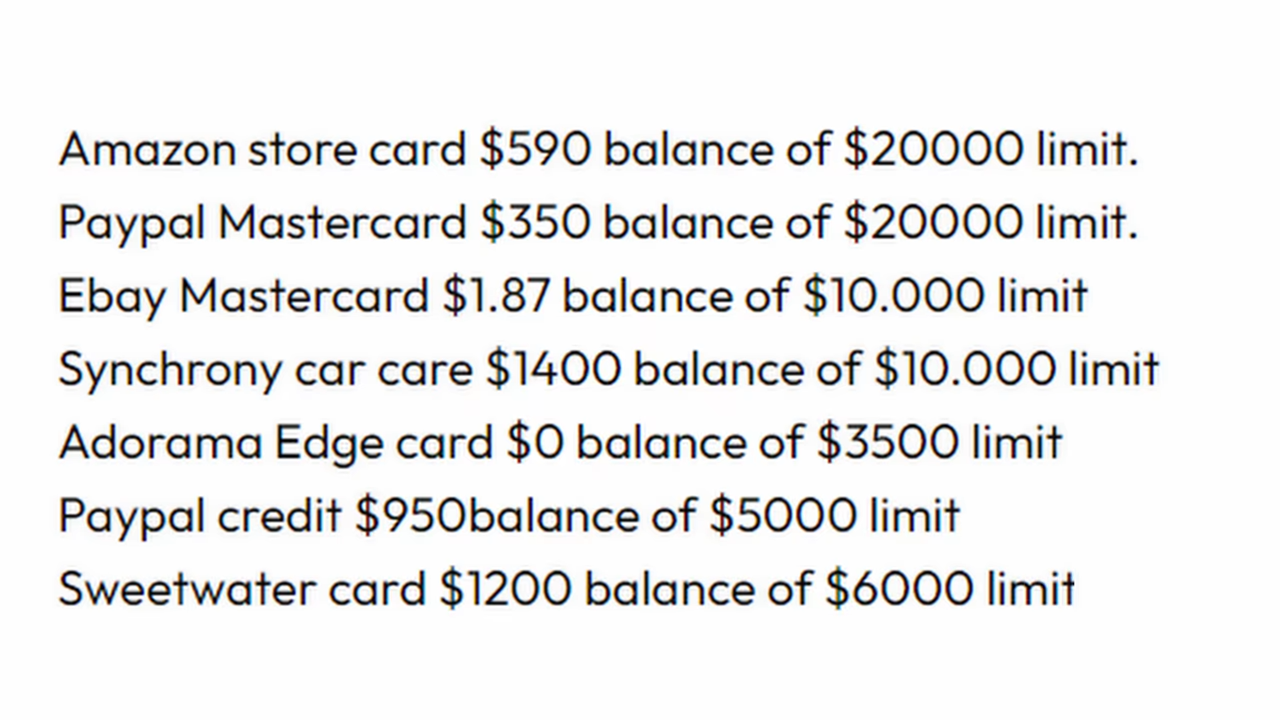 Amazon store card $590 balance of $20000 limit.
Paypal Mastercard $350 balance of $20000 limit.
Ebay Mastercard $1.87 balance of $10.000 limit
Synchrony car care $1400 balance of $10.000 limit
Adorama Edge card $0 balance of $3500 limit
Paypal credit $950balance of $5000 limit
Sweetwater card $1200 balance of $6000 limit